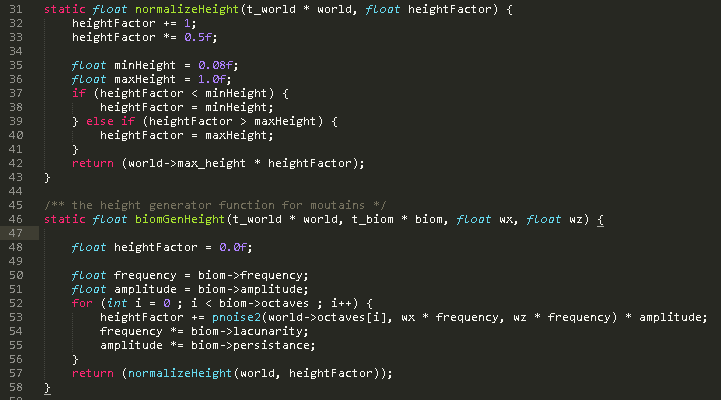 31 static float normalizeHeight(t_world * world, float heightFactor) {
32     heightFactor += 1;
33     heightFactor *= 0.5f;
34
35     float minHeight = 0.08f;
36     float maxHeight = 1.0f;
37     if (heightFactor < minHeight) {
38         heightFactor = minHeight;
39     } else if (heightFactor > maxHeight) {
40         heightFactor = maxHeight;
41     }
42     return (world->max_height * heightFactor);
43 }
44
45 /** the height generator function for moutains */
46 static float biomGenHeight(t_world * world, t_biom * biom, float wx, float wz) {
47
48     float heightFactor = 0.0f;
49
50     float frequency = biom->frequency;
51     float amplitude = biom->amplitude;
52     for (int i = 0 ; i < biom->octaves ; i++) {
53         heightFactor += pnoise2(world->octaves[i], wx * frequency, wz * frequency) * amplitude;
54         frequency *= biom->lacunarity;
55         amplitude *= biom->persistance;
56     }
57     return (normalizeHeight(world, heightFactor));
58 }